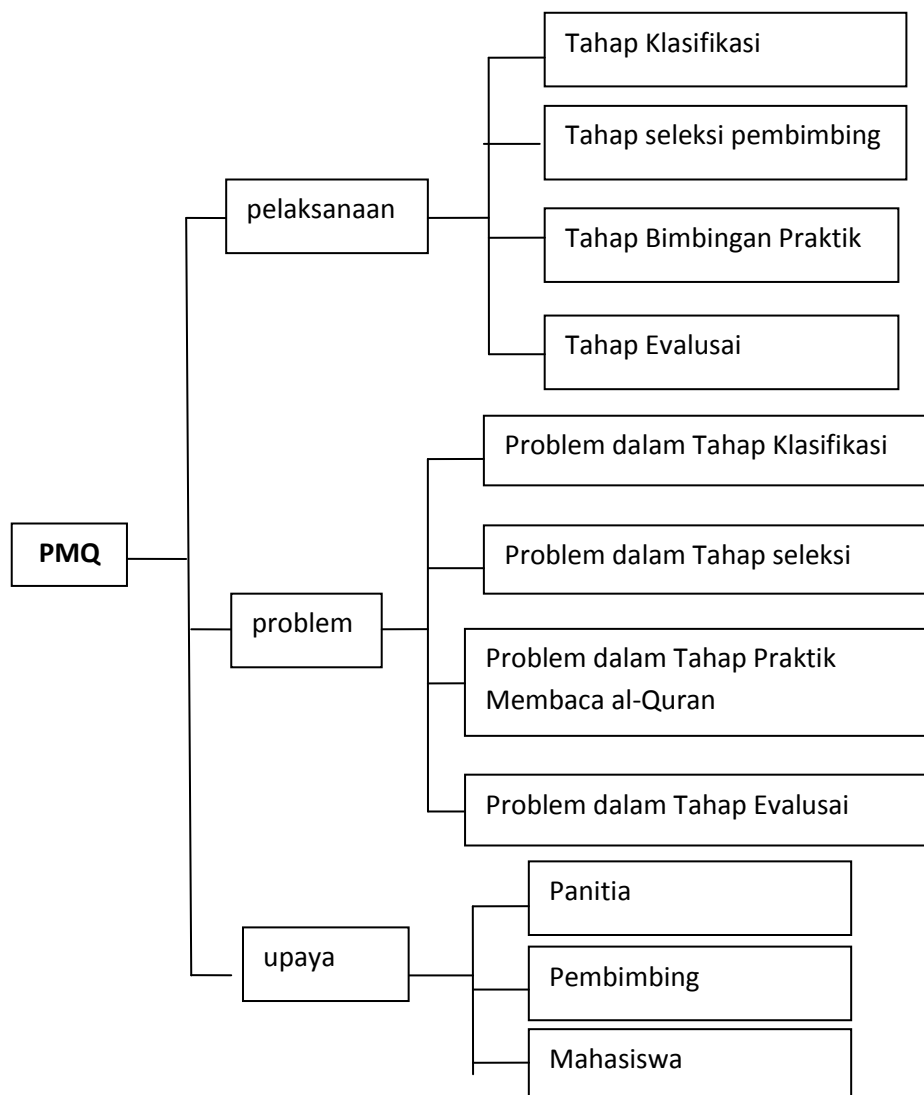 PMQ
pelaksanaan
Tahap Klasifikasi
Tahap seleksi pembimbing
Tahap Bimbingan Praktik
Tahap Evalusai
problem
Problem dalam Tahap Klasifikasi
Problem dalam Tahap seleksi
Problem dalam Tahap Praktik
Membaca al-Quran
Problem dalam Tahap Evalusai
upaya
Panitia
Pembimbing
Mahasiswa